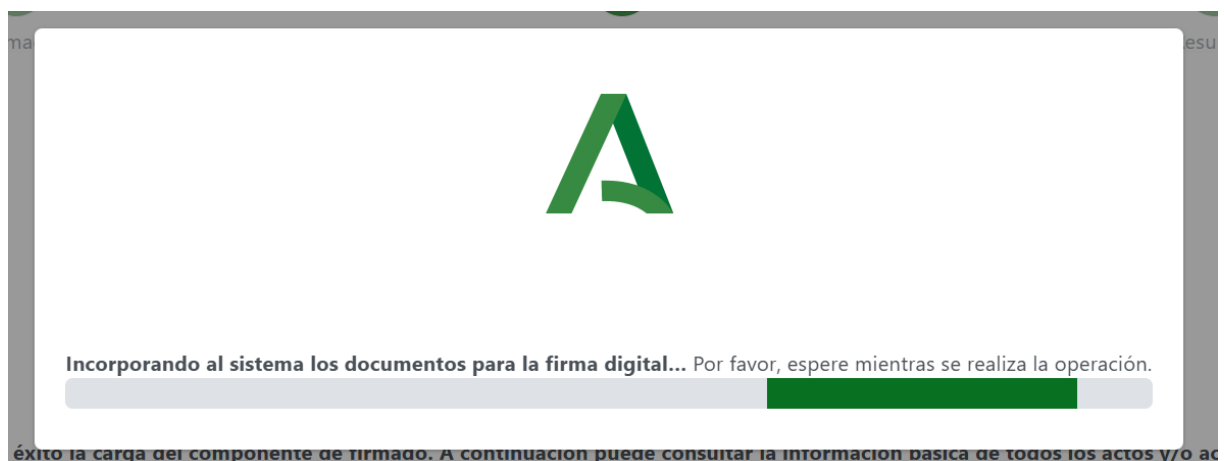 Incorporando al sistema los documentos para la firma digital... Por favor, espere mientras se realiza la operación.
éxito la carga del componente de firmado. A continuación puede consultar la información básica de todos los actos y/o ac